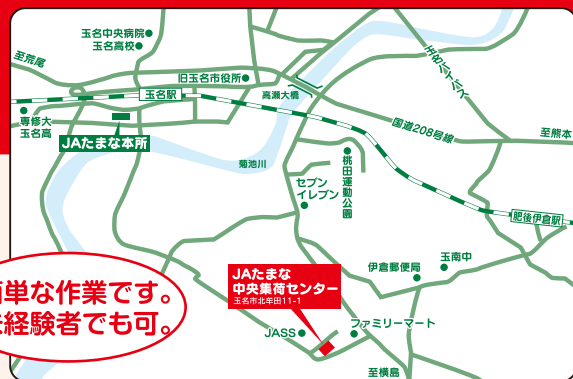 玉名中央病院
玉名高校
至荒尾
玉名バイパス
旧玉名市役所
玉名駅
高瀬大橋
専修大
玉名高
JAたまな本所
国道208号線
至熊本
菊池川
桃田運動公園
セブン
イレブン
肥後伊倉駅
JAたまな
中央集荷センター
玉名市北牟田11-1
伊倉郵便局
玉南中
単な作業です。
経験者でも可。
JASS
ファミリーマート
至横島